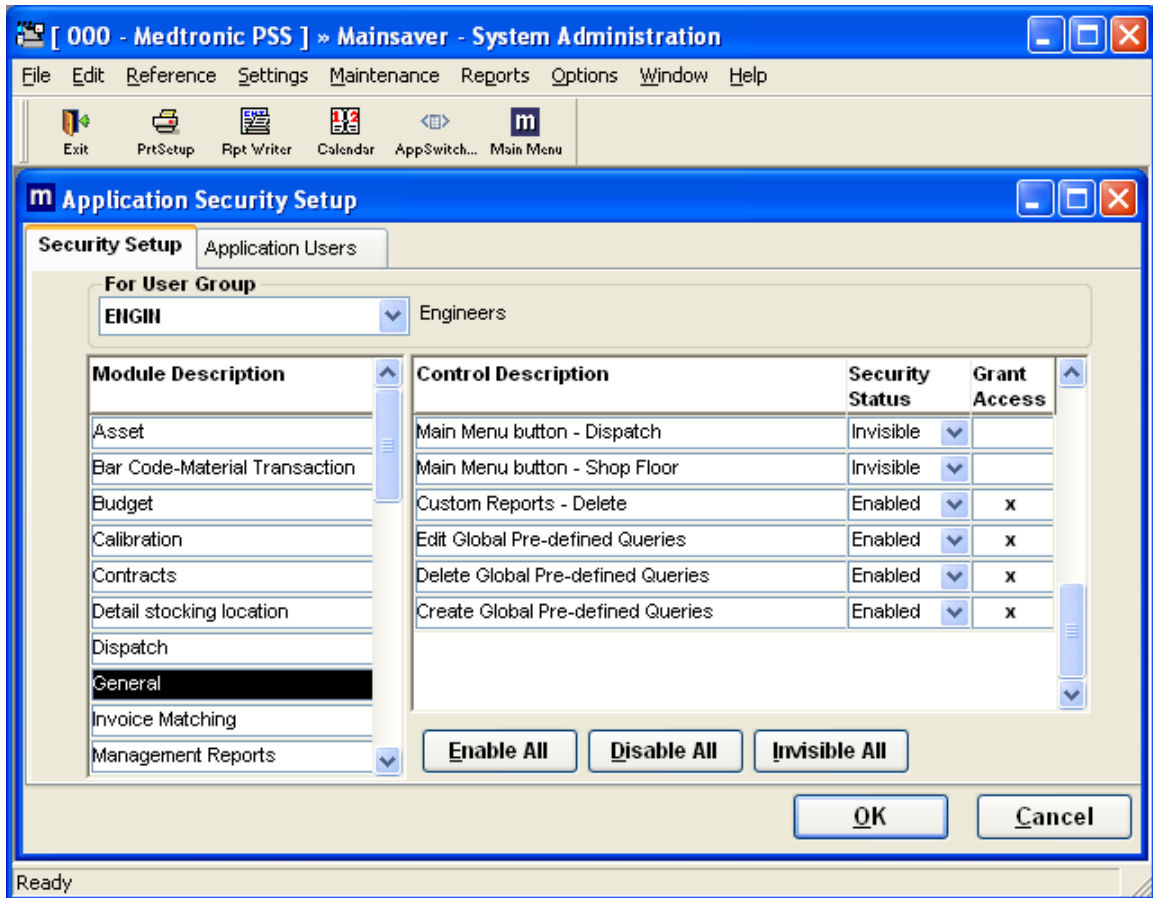 [ 000 - Medtronic PSS ] » Mainsaver - System Administration
File Edit Reference Settings Maintenance Reports Options Window Help
Exit PrtSetup Rpt Writer Calendar AppSwitch... Main Menu
m Application Security Setup
Security Setup Application Users
For User Group
ENGIN Engineers
Module Description Control Description Security Status Grant Access
Asset Main Menu button - Dispatch Invisible
Bar Code-Material Transaction Main Menu button - Shop Floor Invisible
Budget Custom Reports - Delete Enabled x
Calibration Edit Global Pre-defined Queries Enabled x
Contracts Delete Global Pre-defined Queries Enabled x
Detail stocking location Create Global Pre-defined Queries Enabled x
Dispatch
General
Invoice Matching
Management Reports Enable All Disable All Invisible All
OK Cancel
Ready